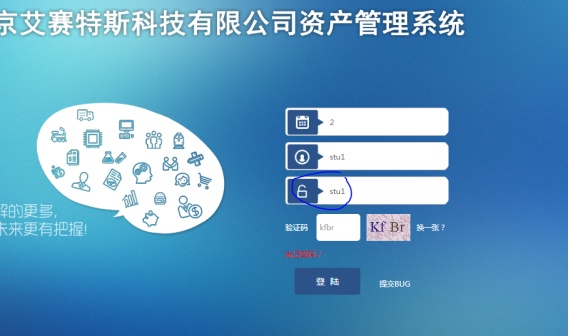 京艾赛特斯科技有限公司资产管理系统
2
stu1
stu1
解的更多,
未来更有把握!
验证码 kfbr Kf Br 换一张?
登 陆 提交BUG